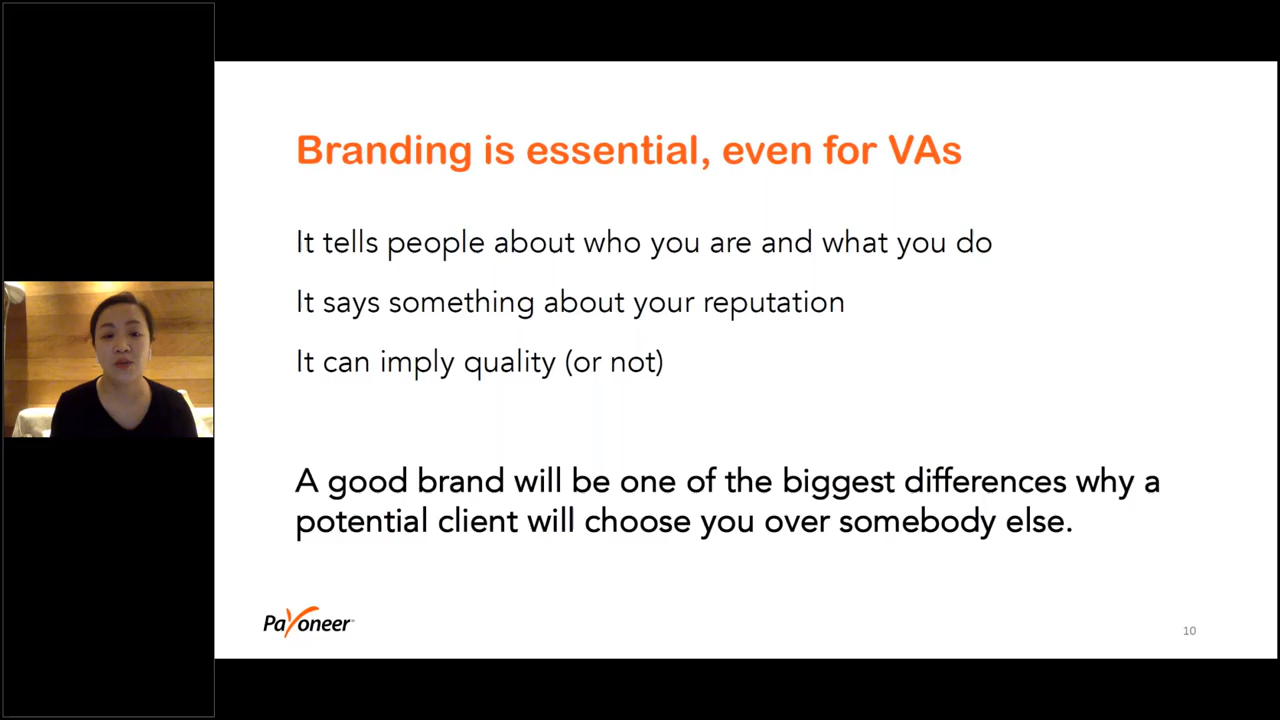 Branding is essential, even for VAs
It tells people about who you are and what you do
It says something about your reputation
It can imply quality (or not)
A good brand will be one of the biggest differences why a
potential client will choose you over somebody else.
Payoneer
10